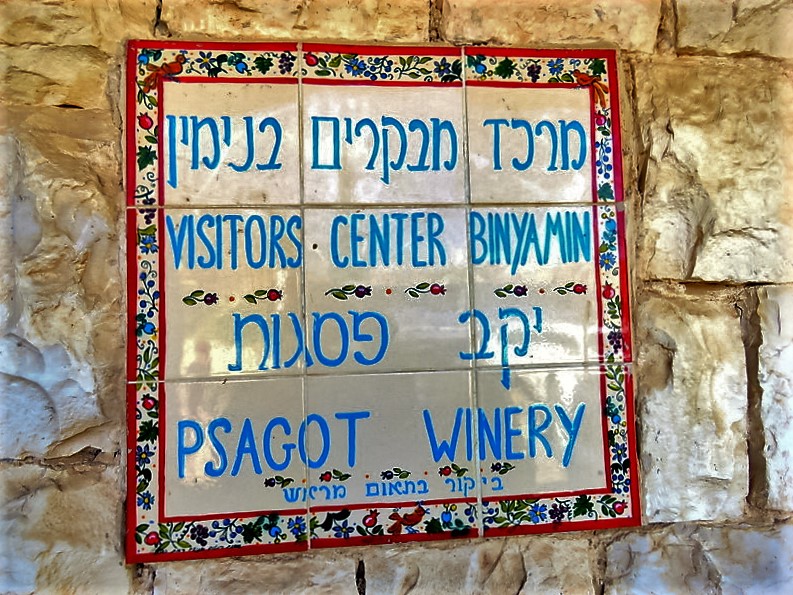 מרכז מבקרים בנימין
VISITORS CENTER BINYAMIN
יקב פסגות
PSAGOT WINERY
ביקור בתאום מראש